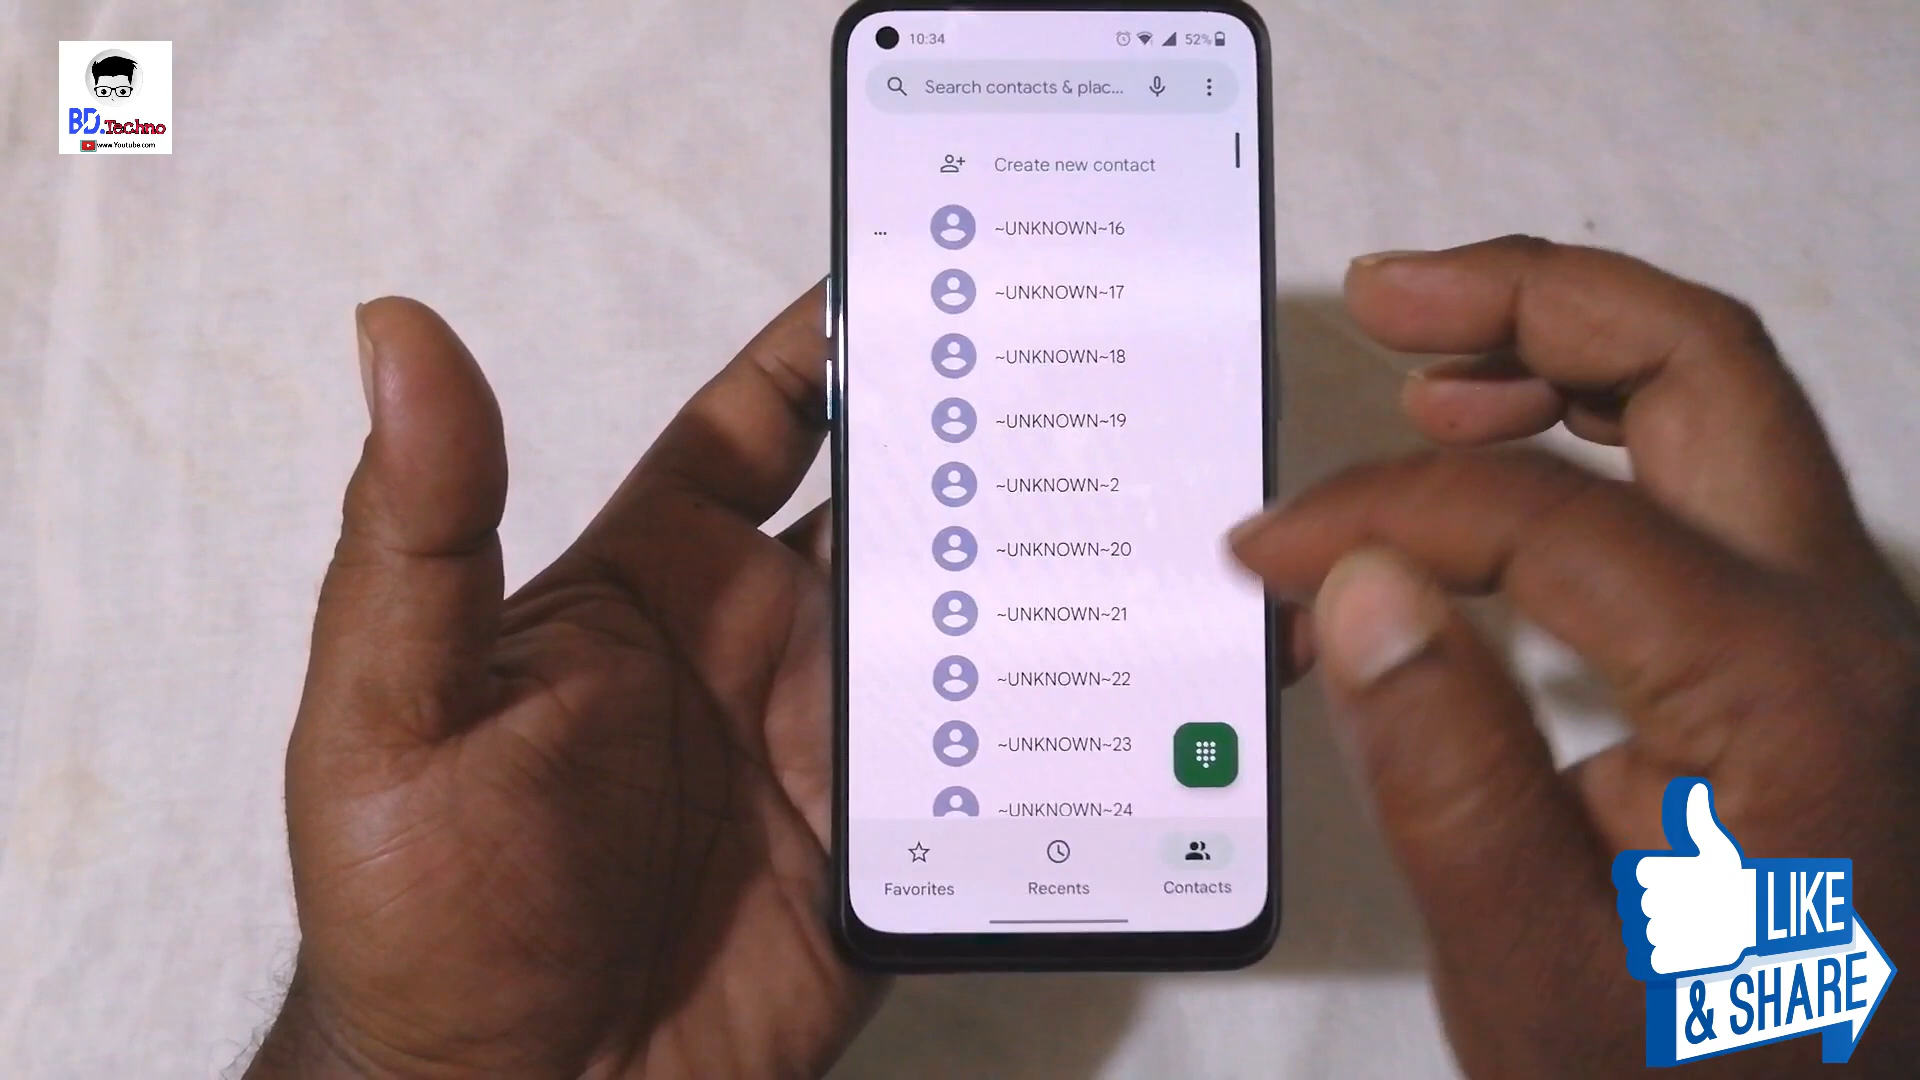 BD.Techno
www.Youtube.com
10:34
52%
Search contacts & plac...
Create new contact
...
~UNKNOWN~16
~UNKNOWN~17
~UNKNOWN~18
~UNKNOWN~19
~UNKNOWN~2
~UNKNOWN~20
~UNKNOWN~21
~UNKNOWN~22
~UNKNOWN~23
~UNKNOWN~24
Favorites
Recents
Contacts
LIKE
& SHARE